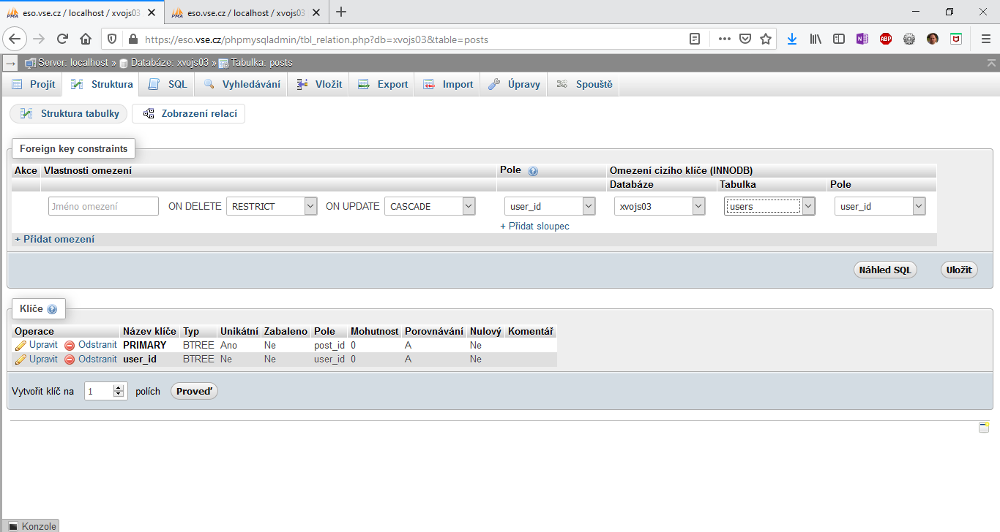 eso.vse.cz / localhost / xvojs03
eso.vse.cz / localhost / xvojs03
https://eso.vse.cz/phpmysqladmin/tbl_relation.php?db=xvojs03&table=posts
Server: localhost » Databáze: xvojs03 » Tabulka: posts
Projít Struktura SQL Vyhledávání Vložit Export Import Úpravy Spouště
Struktura tabulky Zobrazení relací
Foreign key constraints
Akce Vlastnosti omezení Pole Omezení cizího klíče (INNODB)
Databáze Tabulka Pole
Jméno omezení ON DELETE RESTRICT ON UPDATE CASCADE user_id xvojs03 users user_id
+ Přidat sloupec
+ Přidat omezení
Náhled SQL Uložit
Klíče
Operace Název klíče Typ Unikátní Zabaleno Pole Mohutnost Porovnávání Nulový Komentář
Upravit Odstranit PRIMARY BTREE Ano Ne post_id 0 A Ne
Upravit Odstranit user_id BTREE Ne Ne user_id 0 A Ne
Vytvořit klíč na 1 polích Proveď
Konzole